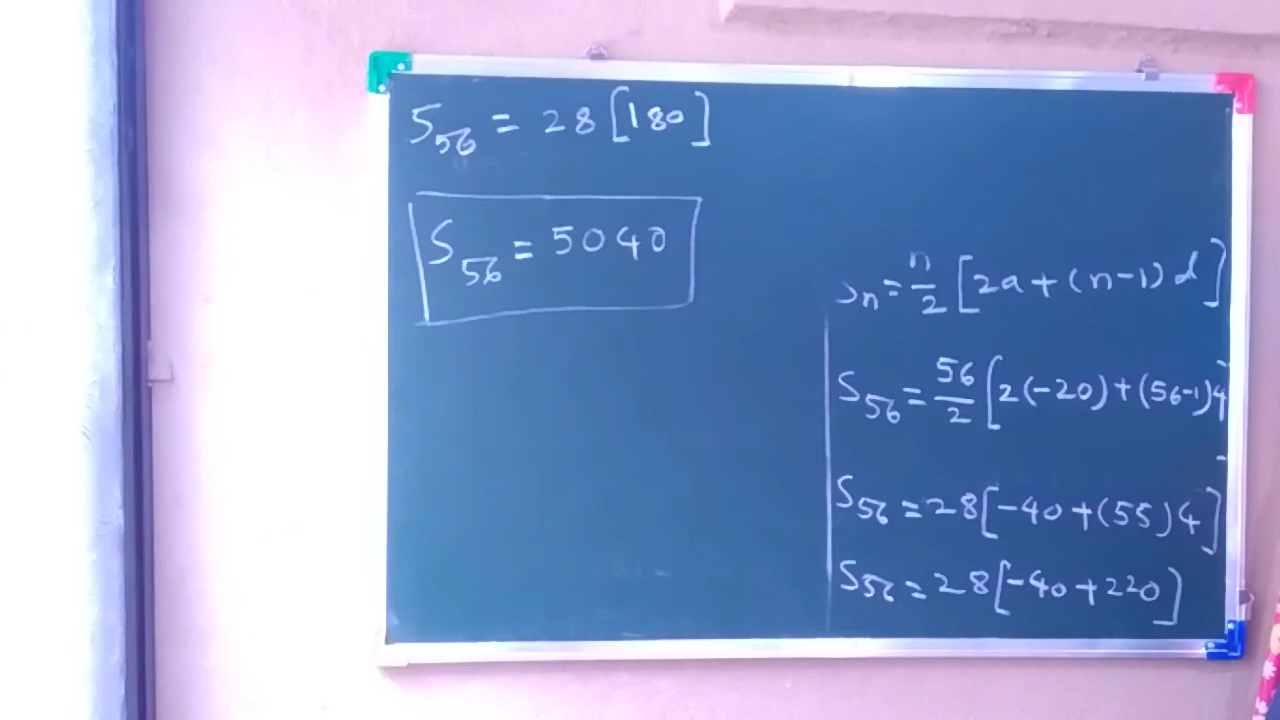 S₅₆ = 28 [180]
S₅₆ = 5040
Sₙ = n/2 [2a + (n-1) d]
S₅₆ = 56/2 [2(-20) + (56-1)4]
S₅₆ = 28 [-40 + (55)4]
S₅₆ = 28 [-40 + 220]